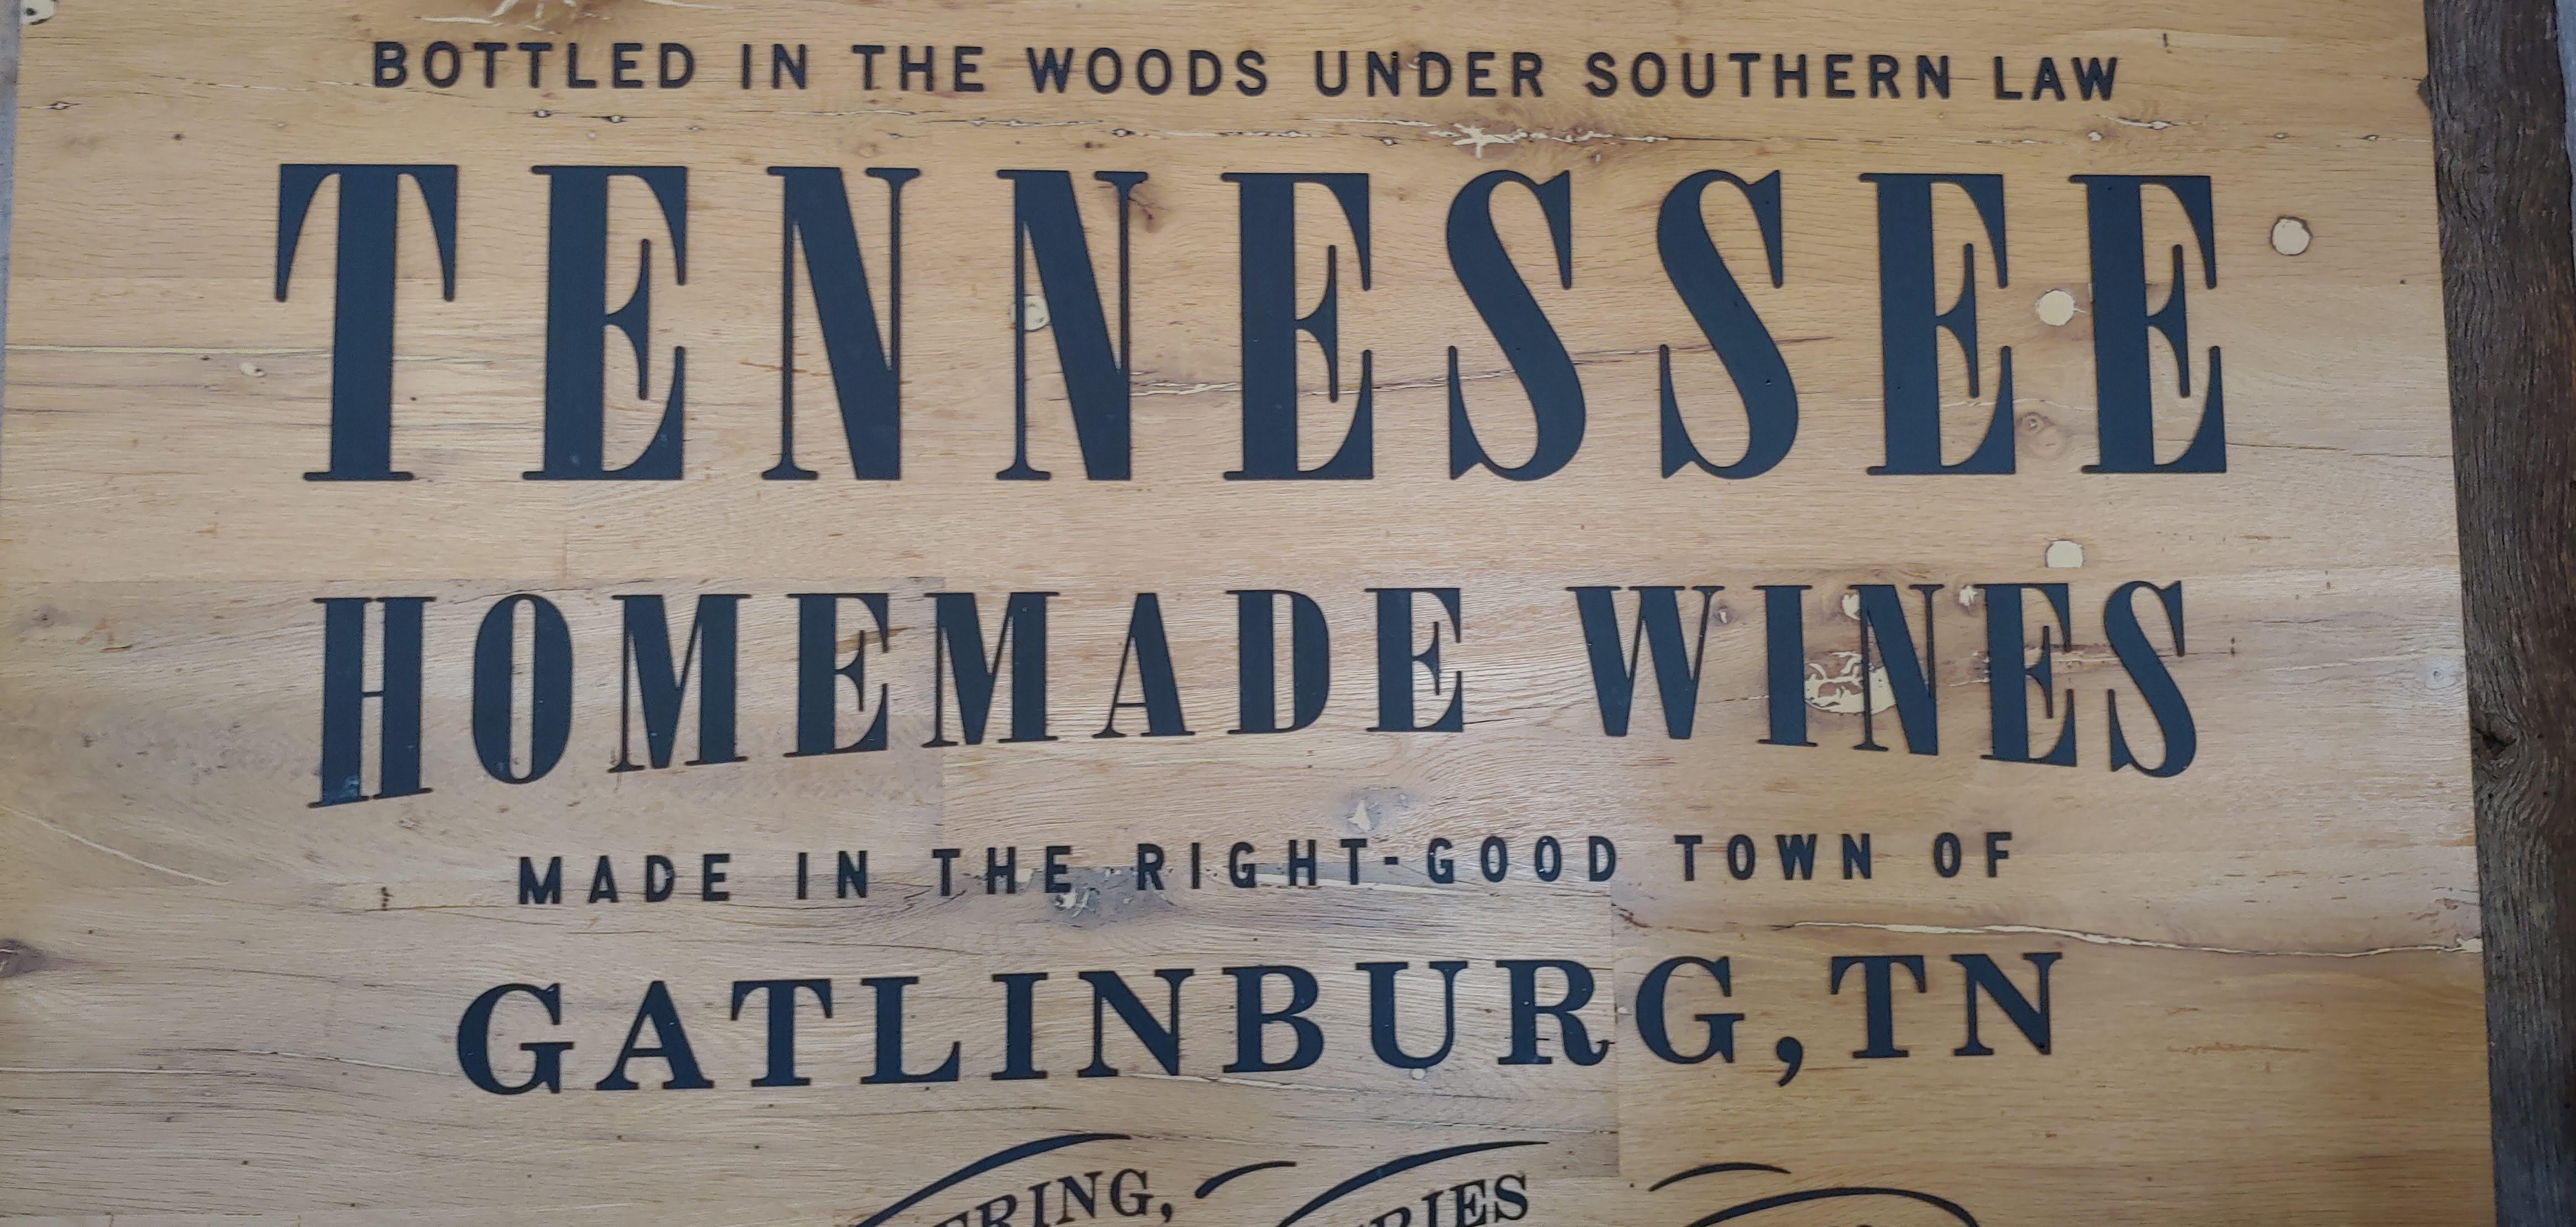 BOTTLED IN THE WOODS UNDER SOUTHERN LAW
TENNESSEE
HOMEMADE WINES
MADE IN THE RIGHT-GOOD TOWN OF
GATLINBURG, TN